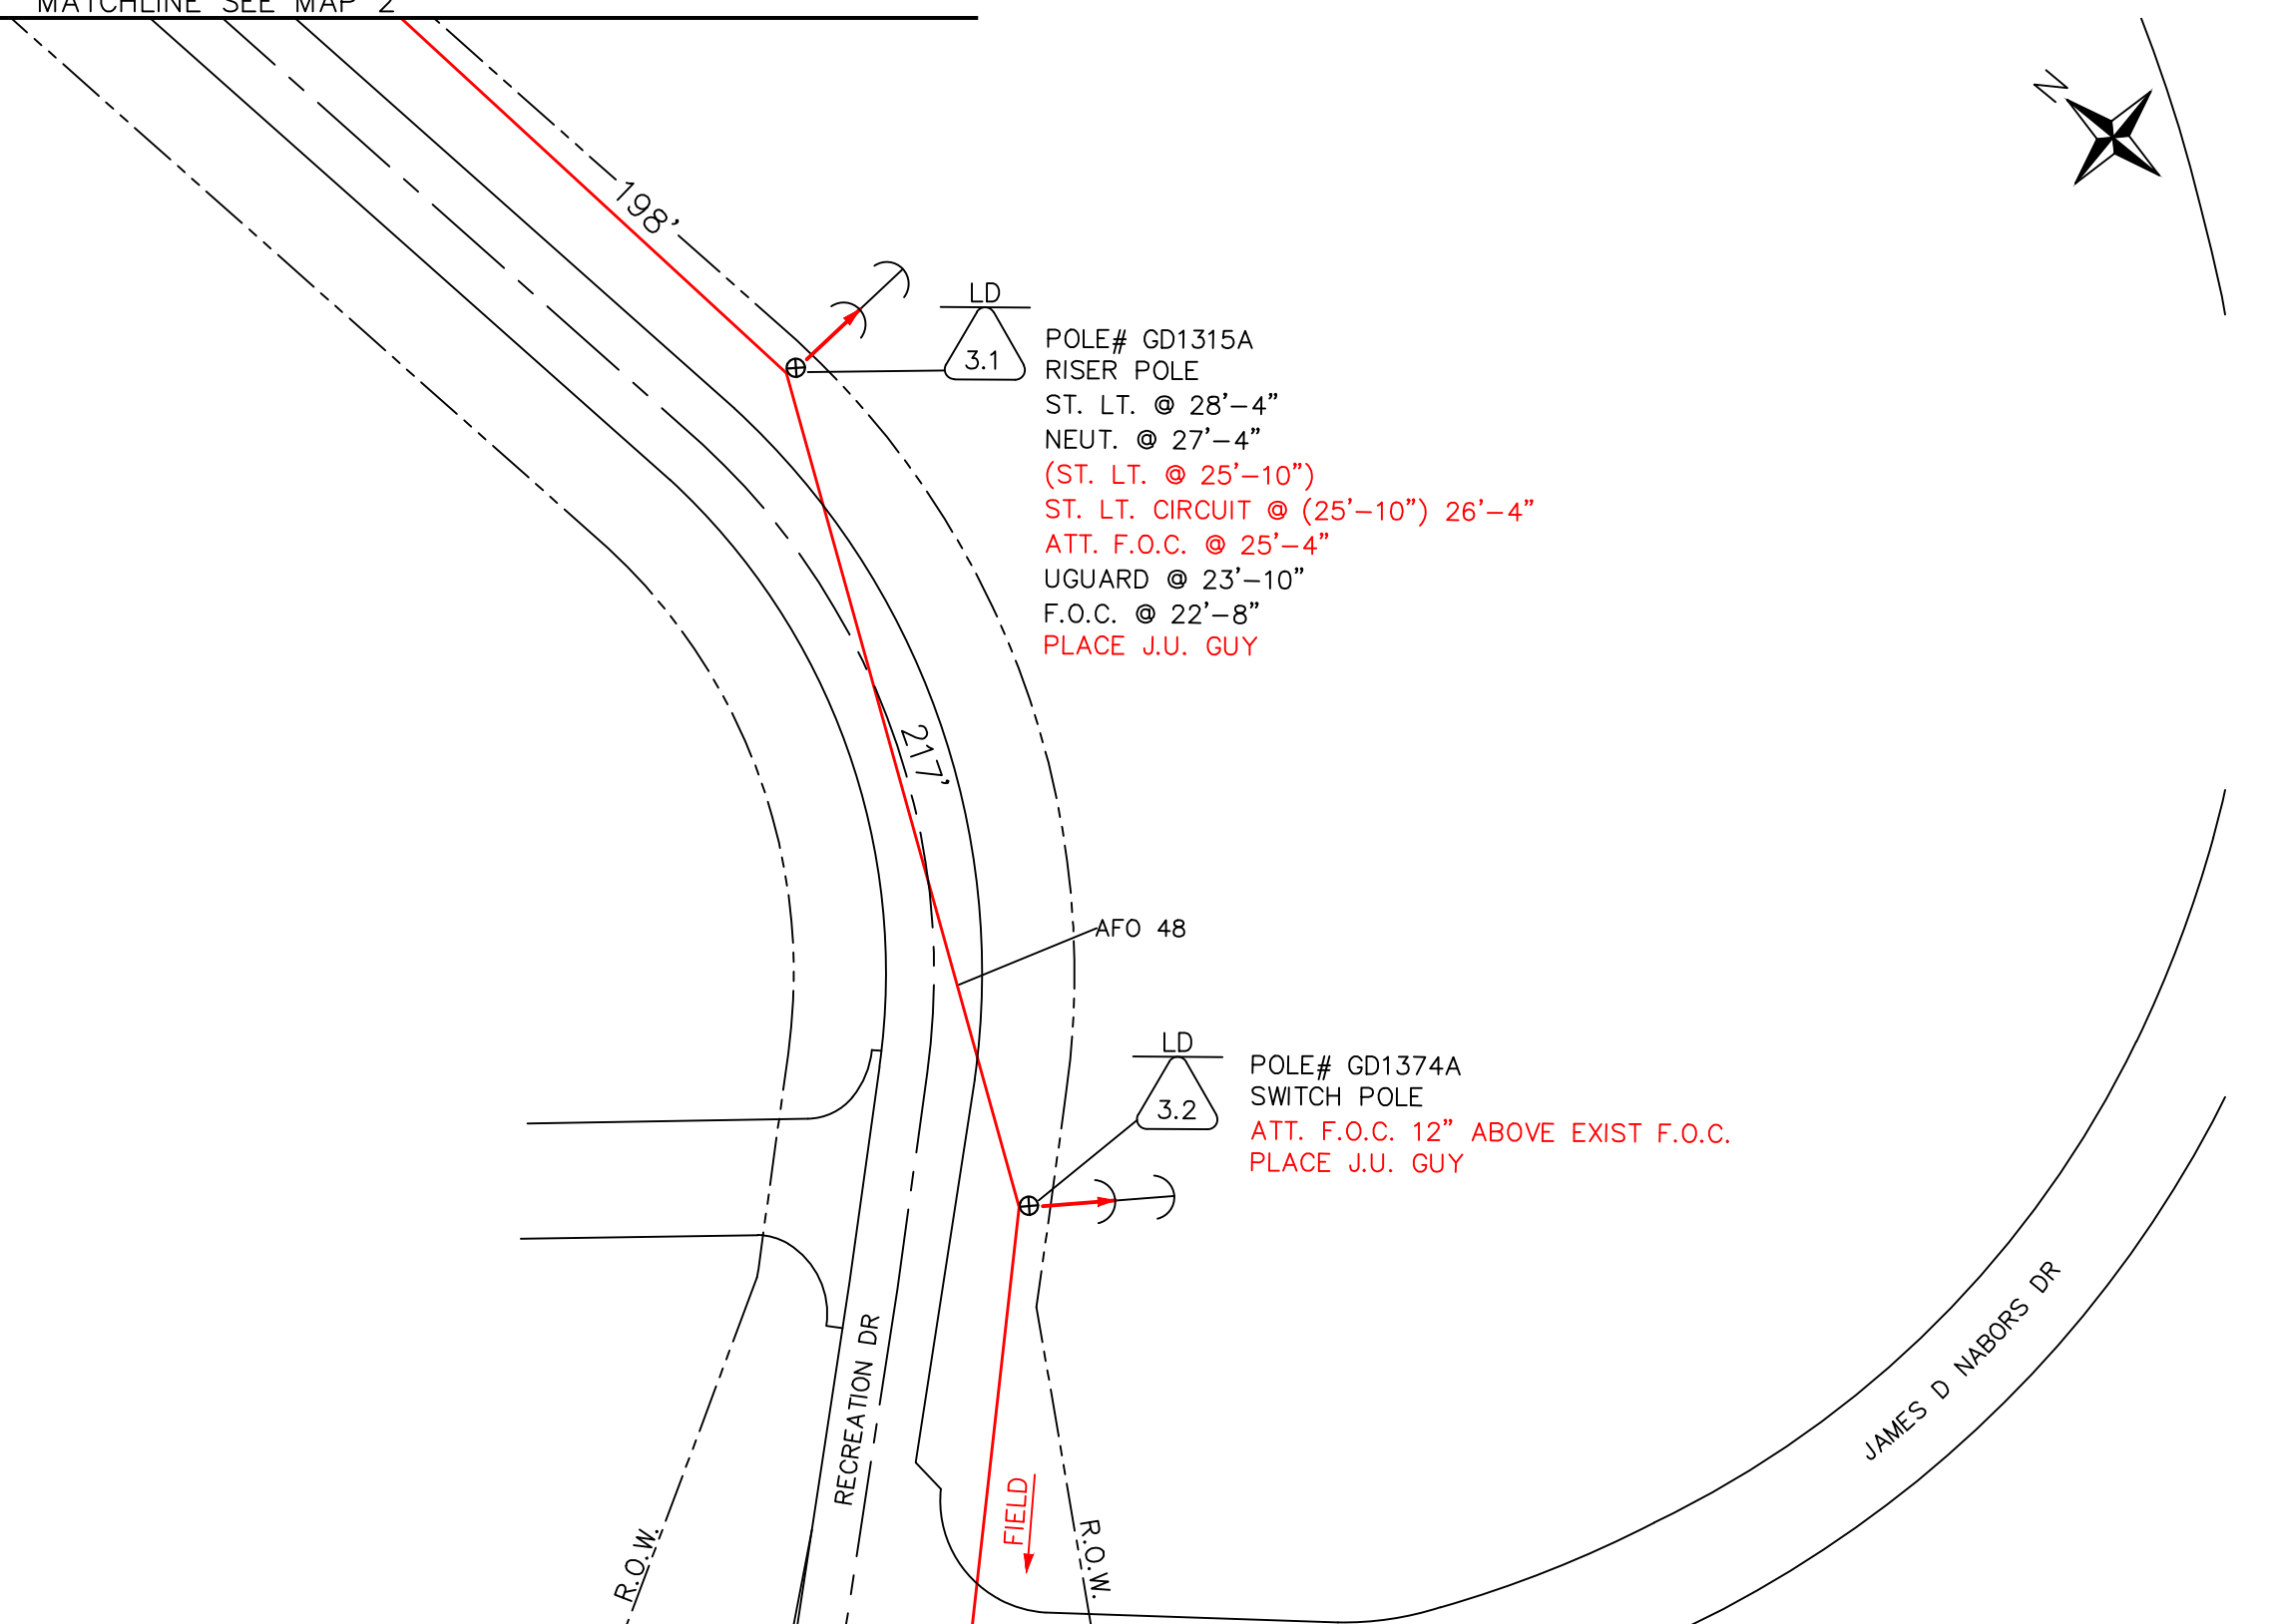 MATCHLINE SEE MAP 2
N
198'
LD
3.1
POLE# GD1315A
RISER POLE
ST. LT. @ 28'-4"
NEUT. @ 27'-4"
(ST. LT. @ 25'-10")
ST. LT. CIRCUIT @ (25'-10") 26'-4"
ATT. F.O.C. @ 25'-4"
UGUARD @ 23'-10"
F.O.C. @ 22'-8"
PLACE J.U. GUY
217'
AFO 48
LD
3.2
POLE# GD1374A
SWITCH POLE
ATT. F.O.C. 12" ABOVE EXIST F.O.C.
PLACE J.U. GUY
JAMES D NABORS DR
RECREATION DR
FIELD
R.O.W.
R.O.W.